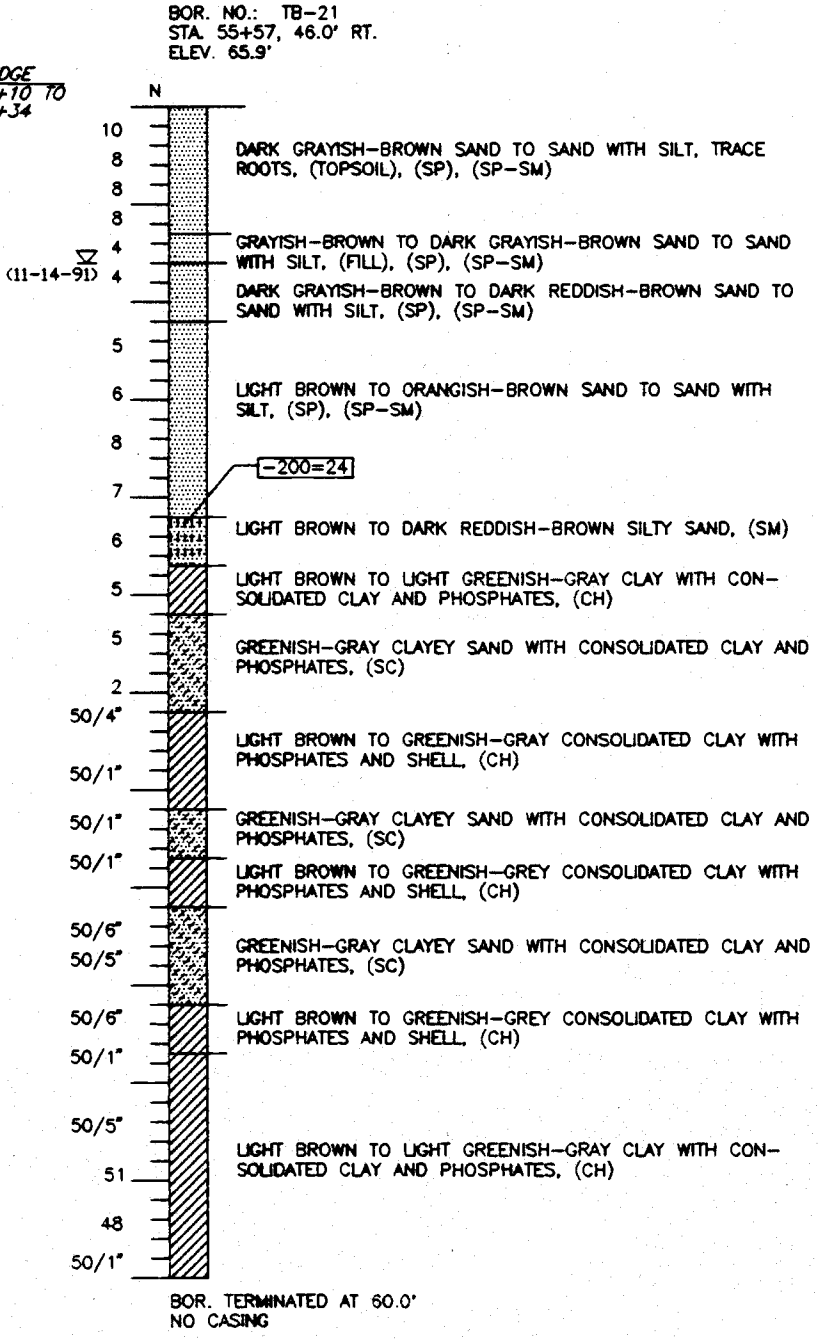 BOR. NO.: TB-21
STA. 55+57, 46.0' RT.
ELEV. 65.9'
DGE
+10 TO
+34
N
10
8
DARK GRAYISH-BROWN SAND TO SAND WITH SILT, TRACE
ROOTS, (TOPSOIL), (SP), (SP-SM)
8
8
4
GRAYISH-BROWN TO DARK GRAYISH-BROWN SAND TO SAND
WITH SILT, (FILL), (SP), (SP-SM)
(11-14-91) 4
DARK GRAYISH-BROWN TO DARK REDDISH-BROWN SAND TO
SAND WITH SILT, (SP), (SP-SM)
5
6
LIGHT BROWN TO ORANGISH-BROWN SAND TO SAND WITH
SILT, (SP), (SP-SM)
8
-200=24
7
LIGHT BROWN TO DARK REDDISH-BROWN SILTY SAND, (SM)
6
LIGHT BROWN TO LIGHT GREENISH-GRAY CLAY WITH CON-
SOLIDATED CLAY AND PHOSPHATES, (CH)
5
5
GREENISH-GRAY CLAYEY SAND WITH CONSOLIDATED CLAY AND
PHOSPHATES, (SC)
2
50/4"
LIGHT BROWN TO GREENISH-GRAY CONSOLIDATED CLAY WITH
PHOSPHATES AND SHELL, (CH)
50/1"
50/1"
GREENISH-GRAY CLAYEY SAND WITH CONSOLIDATED CLAY AND
PHOSPHATES, (SC)
50/1"
LIGHT BROWN TO GREENISH-GREY CONSOLIDATED CLAY WITH
PHOSPHATES AND SHELL, (CH)
50/6"
50/5"
GREENISH-GRAY CLAYEY SAND WITH CONSOLIDATED CLAY AND
PHOSPHATES, (SC)
50/6"
LIGHT BROWN TO GREENISH-GREY CONSOLIDATED CLAY WITH
PHOSPHATES AND SHELL, (CH)
50/1"
50/5"
LIGHT BROWN TO LIGHT GREENISH-GRAY CLAY WITH CON-
SOLIDATED CLAY AND PHOSPHATES, (CH)
51
48
50/1"
BOR. TERMINATED AT 60.0'
NO CASING